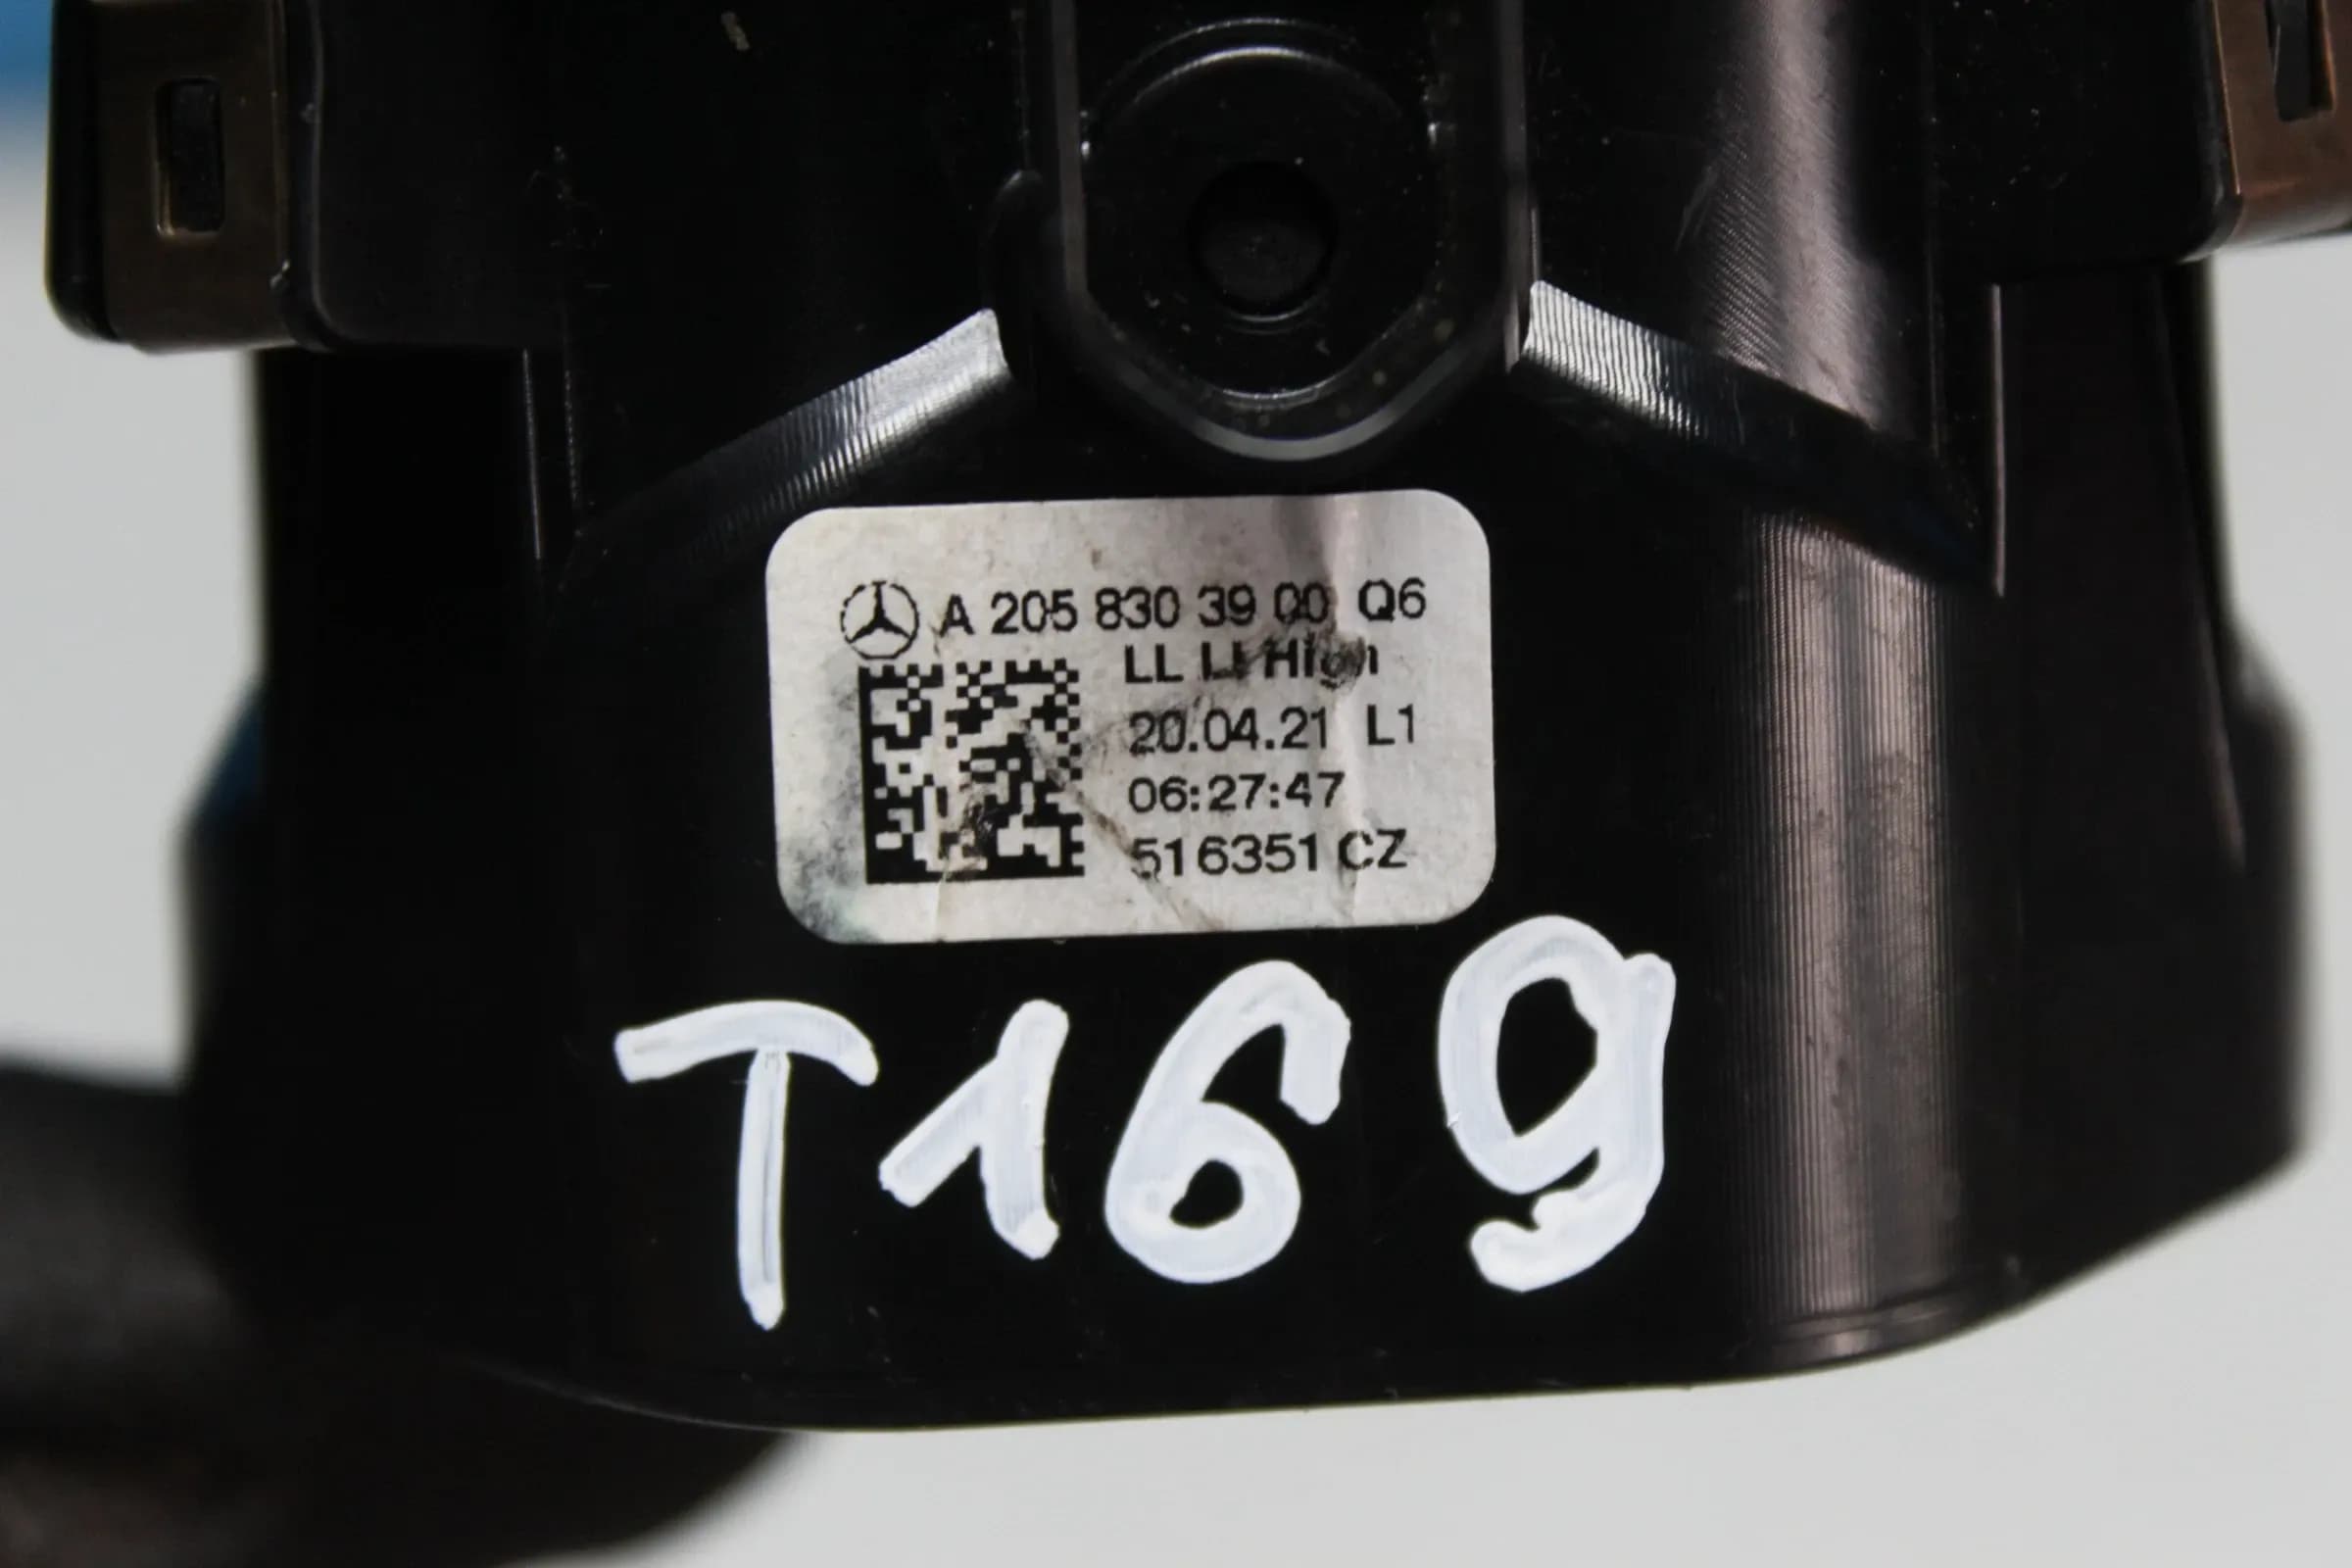 A 205 830 39 00 Q6
LL LI High
20.04.21 L1
06:27:47
516351 CZ
T169